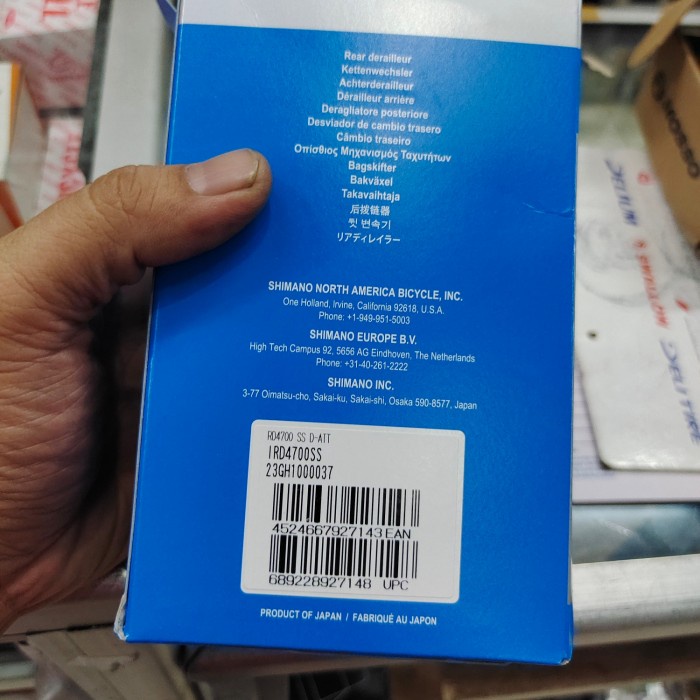 Rear derailleur
Kettenwechsler
Achterderailleur
Dérailleur arrière
Deragliatore posteriore
Desviador de cambio trasero
Câmbio traseiro
Οπίσθιος Μηχανισμός Ταχυτήτων
Bagskifter
Bakväxel
Takavaihtaja
后拨链器
뒷 변속기
リアディレイラー
SHIMANO NORTH AMERICA BICYCLE, INC.
One Holland, Irvine, California 92618, U.S.A.
Phone: +1-949-951-5003
SHIMANO EUROPE B.V.
High Tech Campus 92, 5656 AG Eindhoven, The Netherlands
Phone: +31-40-261-2222
SHIMANO INC.
3-77 Oimatsu-cho, Sakai-ku, Sakai-shi, Osaka 590-8577, Japan
RD4700 SS D-ATT
IRD4700SS
23GH1000037
4524667927143 EAN
689228927148 UPC
PRODUCT OF JAPAN / FABRIQUÉ AU JAPON
MOSSO